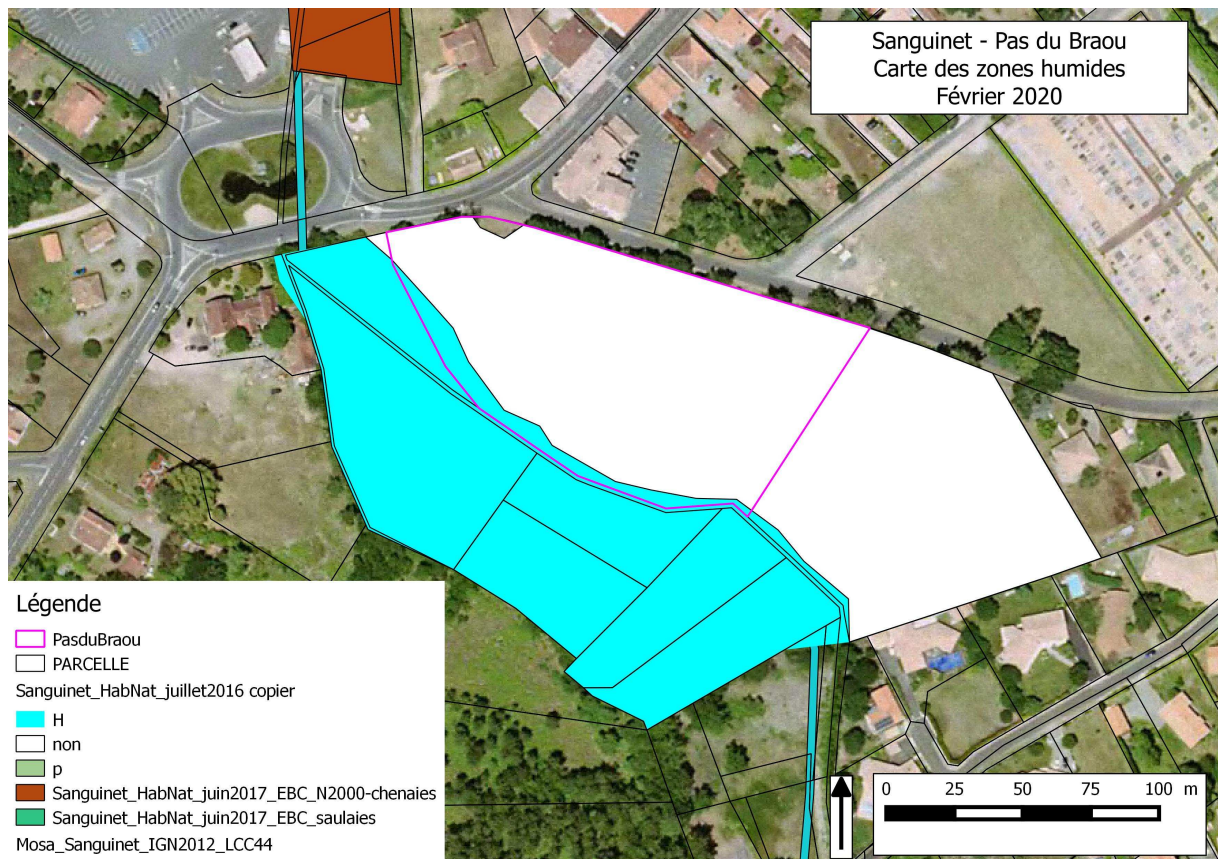 Sanguinet - Pas du Braou
Carte des zones humides
Février 2020
Légende
PasduBraou
PARCELLE
Sanguinet_HabNat_juillet2016 copier
H
non
p
Sanguinet_HabNat_juin2017_EBC_N2000-chenaies
Sanguinet_HabNat_juin2017_EBC_saulaies
Mosa_Sanguinet_IGN2012_LCC44
0 25 50 75 100 m